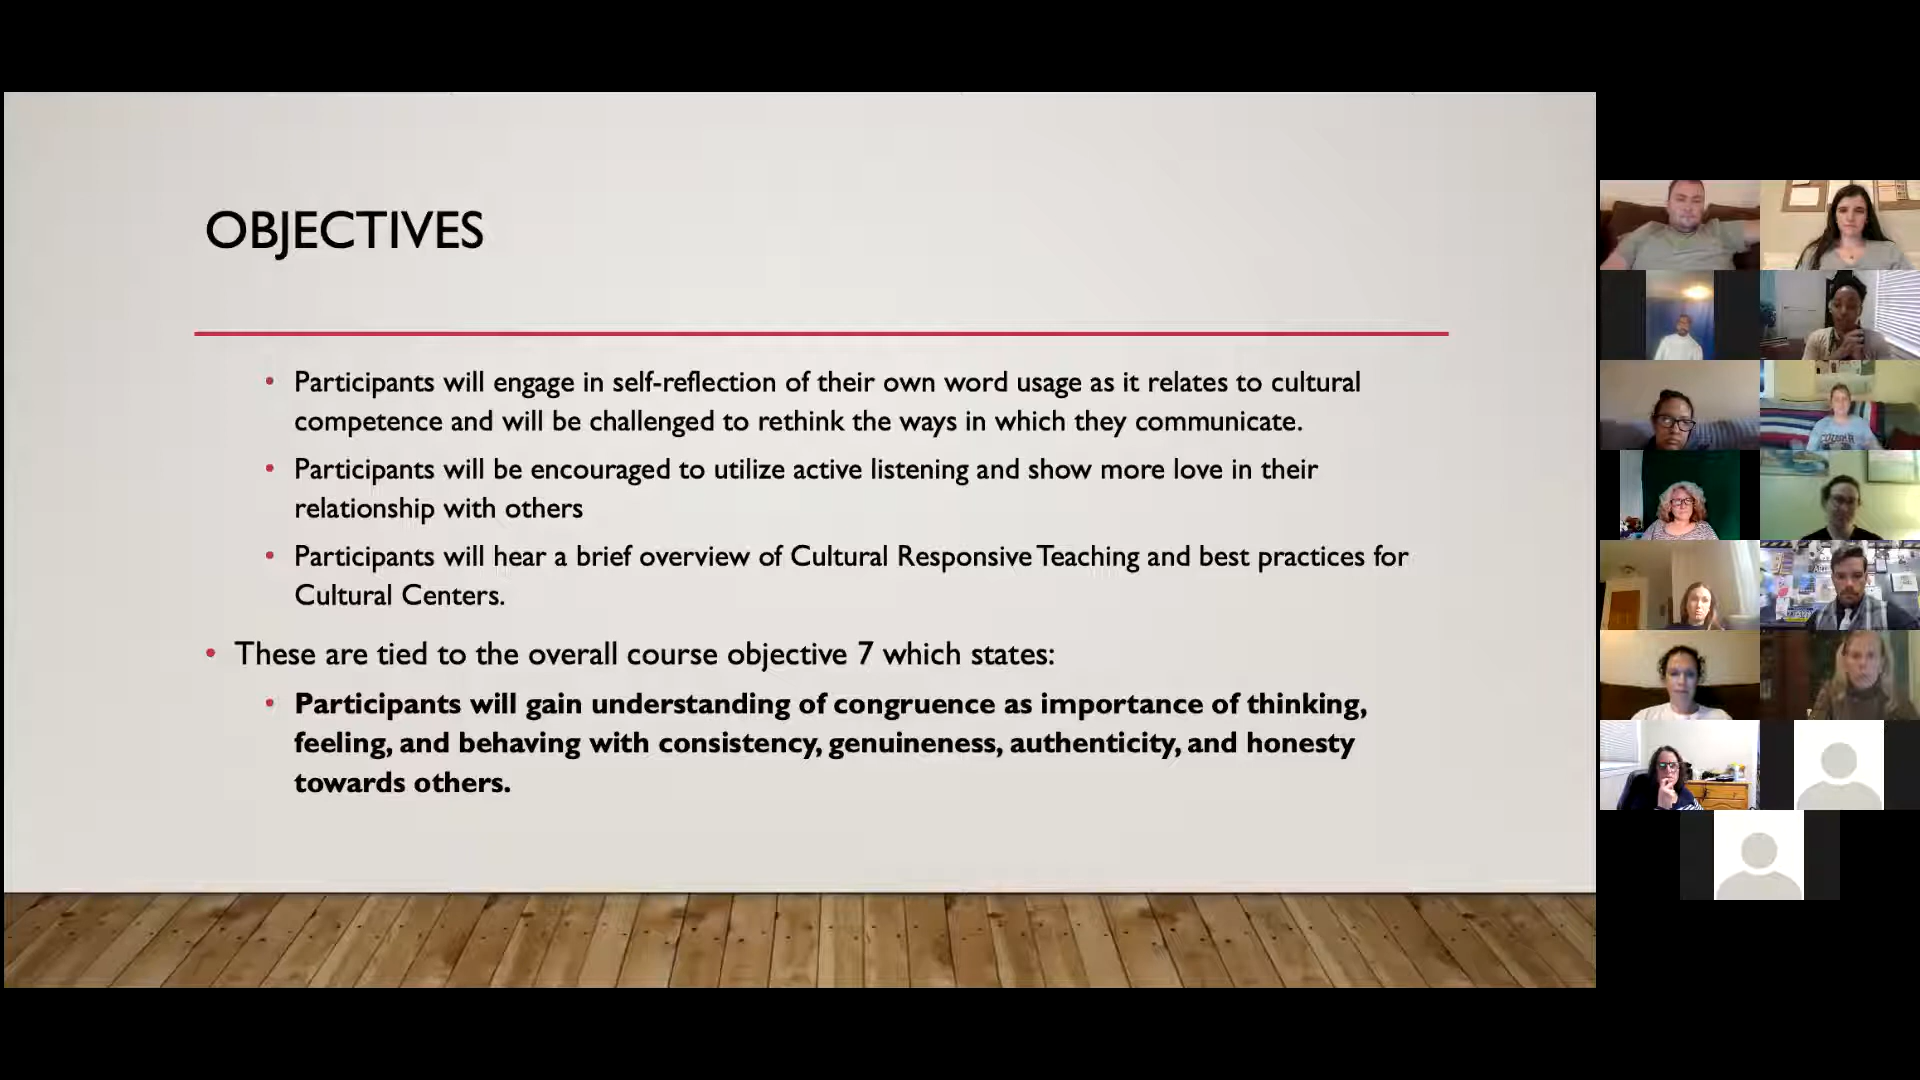 OBJECTIVES
Participants will engage in self-reflection of their own word usage as it relates to cultural
competence and will be challenged to rethink the ways in which they communicate.
Participants will be encouraged to utilize active listening and show more love in their
relationship with others
Participants will hear a brief overview of Cultural Responsive Teaching and best practices for
Cultural Centers.
These are tied to the overall course objective 7 which states:
Participants will gain understanding of congruence as importance of thinking,
feeling, and behaving with consistency, genuineness, authenticity, and honesty
towards others.